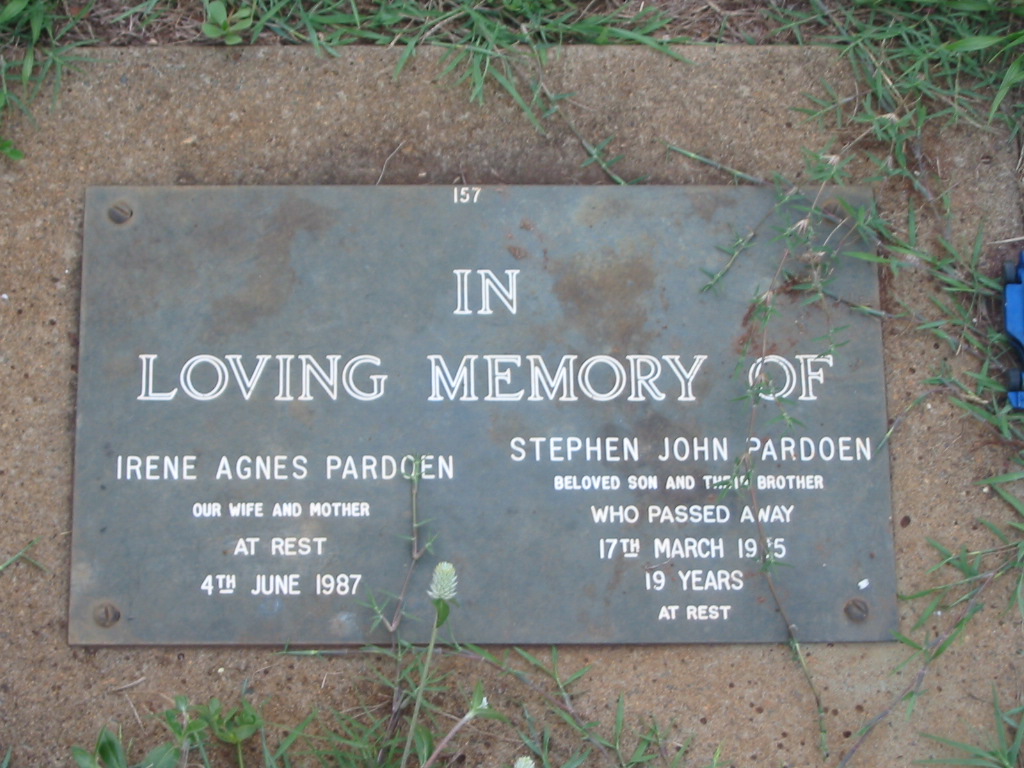 157
IN
LOVING MEMORY OF
IRENE AGNES PARDOEN
OUR WIFE AND MOTHER
AT REST
4TH JUNE 1987
STEPHEN JOHN PARDOEN
BELOVED SON AND THEIR BROTHER
WHO PASSED AWAY
17TH MARCH
19 YEARS
AT REST